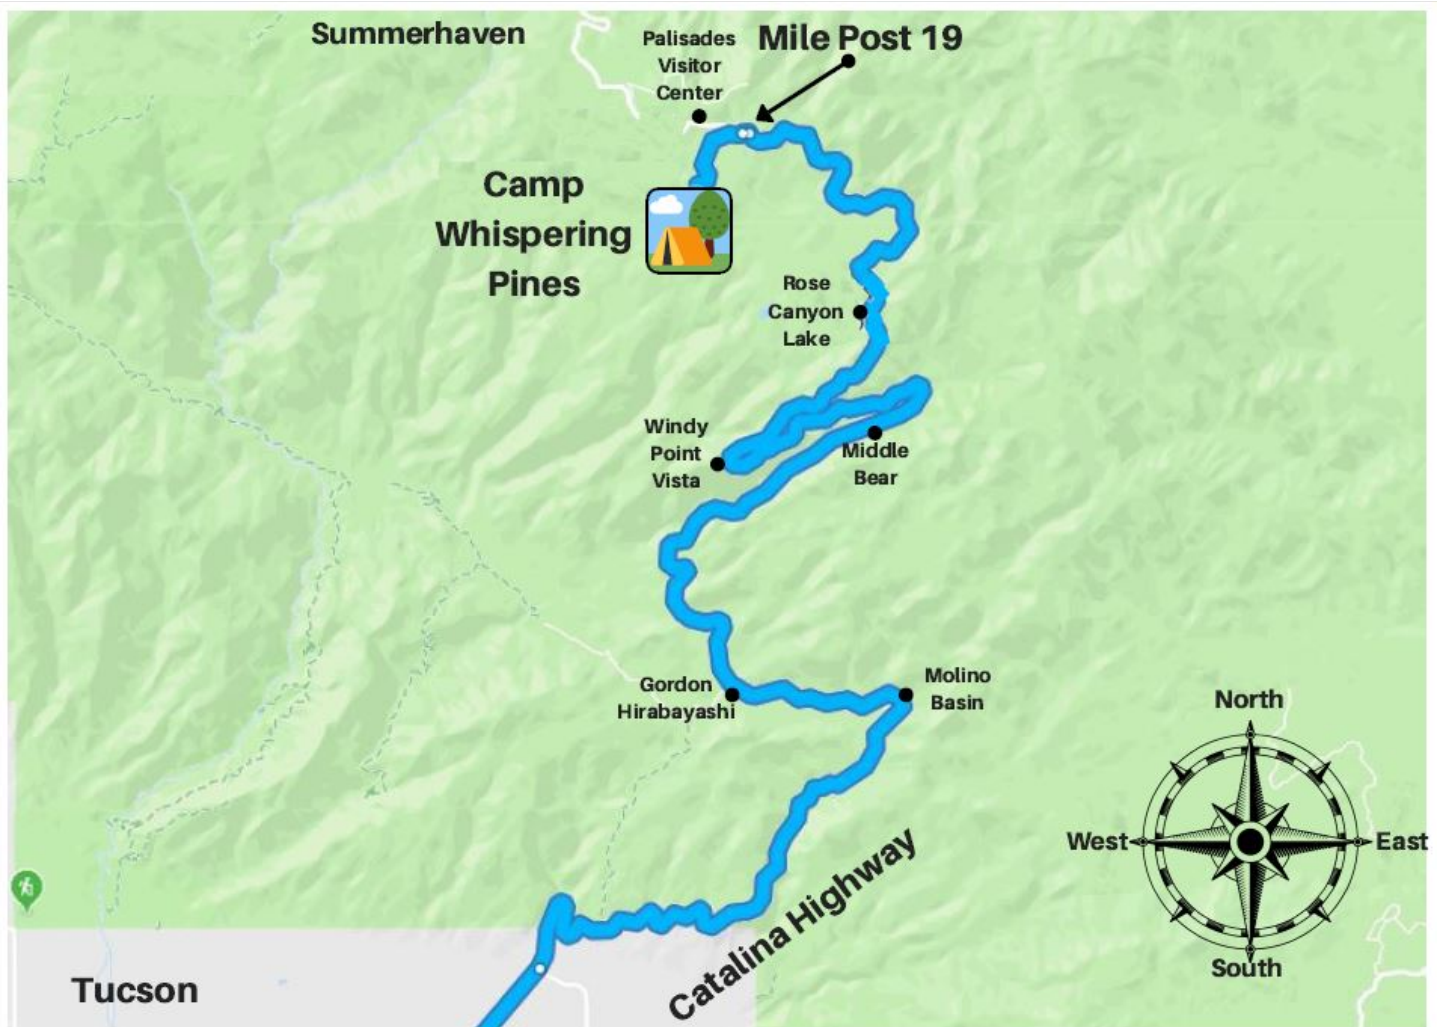 Summerhaven
Palisades
Visitor
Center
Mile Post 19
Camp
Whispering
Pines
Rose
Canyon
Lake
Windy
Point
Vista
Middle
Bear
Gordon
Hirabayashi
Molino
Basin
North
West
East
South
Catalina Highway
Tucson